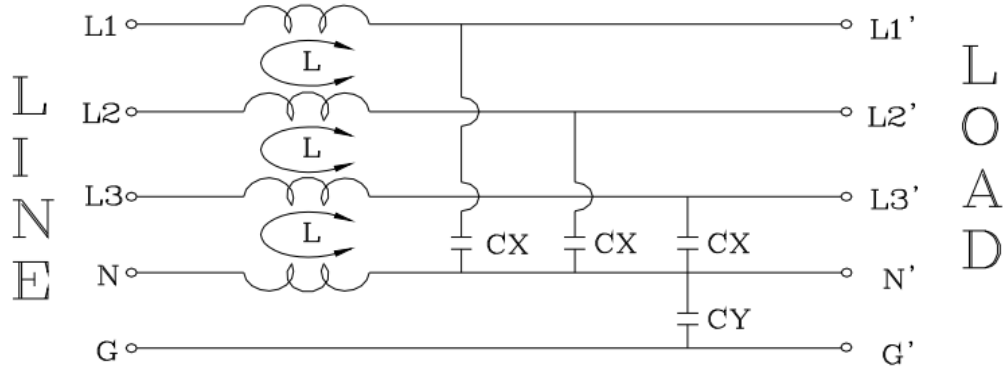 L1 L1'
L
L2 L2'
L
L3 L3'
L
CX CX CX
N N'
CY
G G'
LINE
LOAD